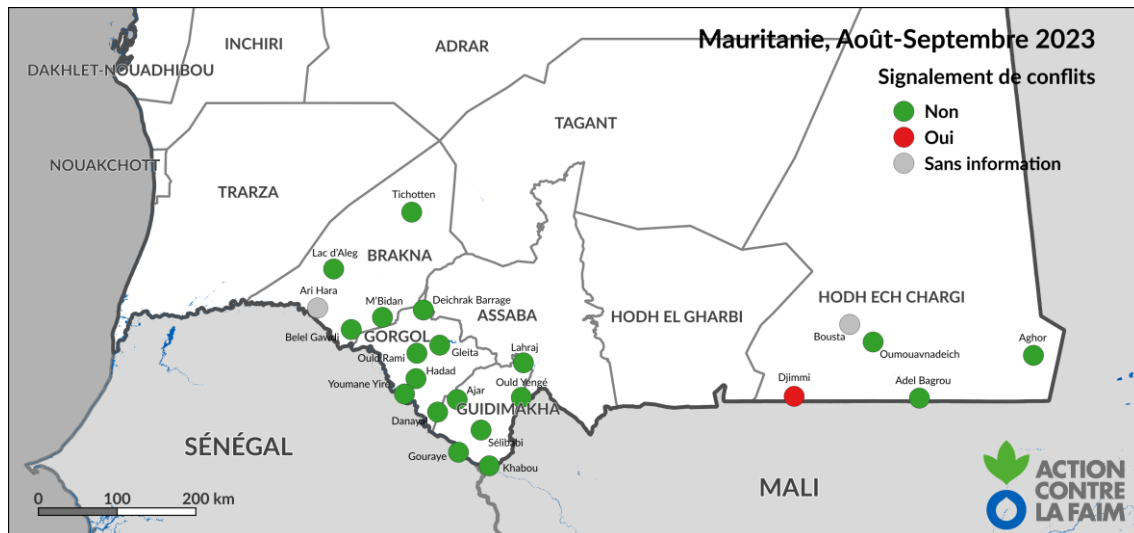 Mauritanie, Août-Septembre 2023
Signalement de conflits
Non
Oui
Sans information
INCHIRI
ADRAR
DAKHLET-NOUADHIBOU
TAGANT
NOUAKCHOTT
TRARZA
Tichotten
Lac d'Aleg
BRAKNA
Ari Hara
M'Bidan
Deichrak Barrage
ASSABA
HODH EL GHARBI
HODH ECH CHARGI
Belel Gawdi
GORGOL
Bousta
Oumouavnadeich
Aghor
Ould Rami
Gleita
Lahraj
Hadad
Youmane Yiré
Ajar
Ould Yengé
Djimmi
Adel Bagrou
GUIDIMAKHA
Danayal
Sélibabi
Gouraye
Khabou
SÉNÉGAL
MALI
0 100 200 km
ACTION
CONTRE
LA FAIM